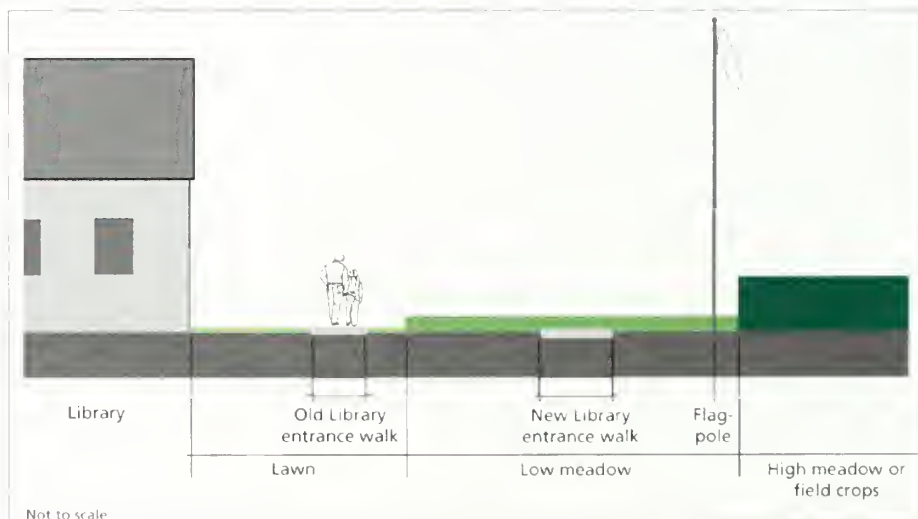 Library
Old Library
entrance walk
New Library
entrance walk
Flag-
pole
Lawn
Low meadow
High meadow or
field crops
Not to scale